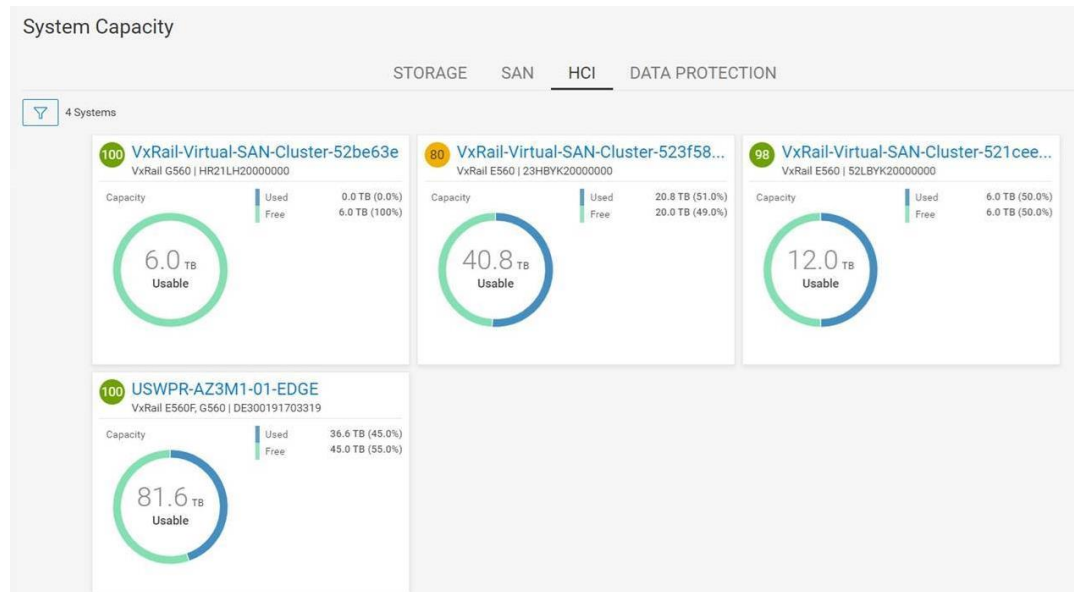 System Capacity
STORAGE SAN HCI DATA PROTECTION
4 Systems
100 VxRail-Virtual-SAN-Cluster-52be63e
VxRail G560 | HR21LH20000000
Capacity
Used 0.0 TB (0.0%)
Free 6.0 TB (100%)
6.0 TB
Usable
80 VxRail-Virtual-SAN-Cluster-523f58...
VxRail E560 | 23HBYK20000000
Capacity
Used 20.8 TB (51.0%)
Free 20.0 TB (49.0%)
40.8 TB
Usable
98 VxRail-Virtual-SAN-Cluster-521cee...
VxRail E560 | 52LBYK20000000
Capacity
Used 6.0 TB (50.0%)
Free 6.0 TB (50.0%)
12.0 TB
Usable
100 USWPR-AZ3M1-01-EDGE
VxRail E560F, G560 | DE300191703319
Capacity
Used 36.6 TB (45.0%)
Free 45.0 TB (55.0%)
81.6 TB
Usable